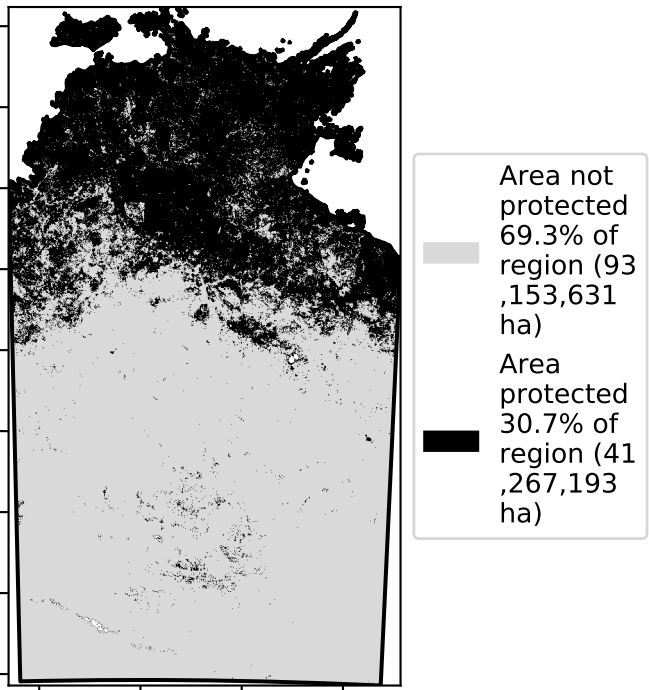 Area not
protected
69.3% of
region (93
,153,631
ha)
Area
protected
30.7% of
region (41
,267,193
ha)